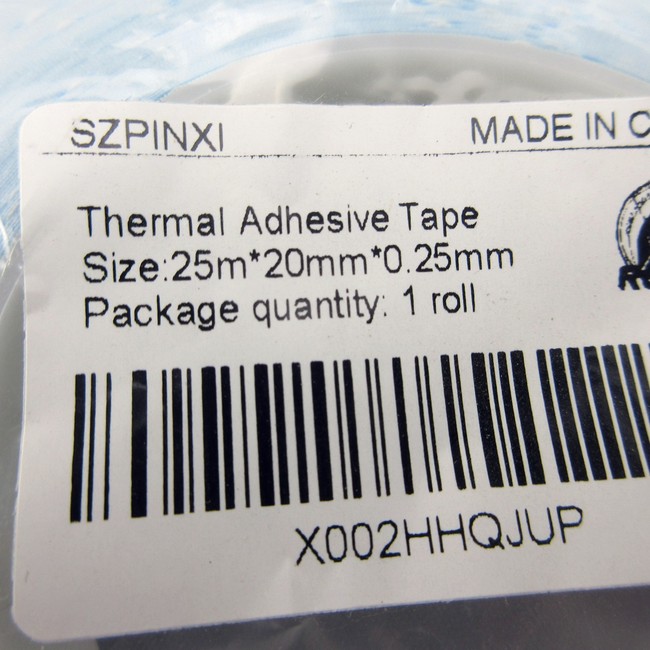 SZPINXI
MADE IN C
Thermal Adhesive Tape
Size:25m*20mm*0.25mm
Package quantity: 1 roll
X002HHQJUP